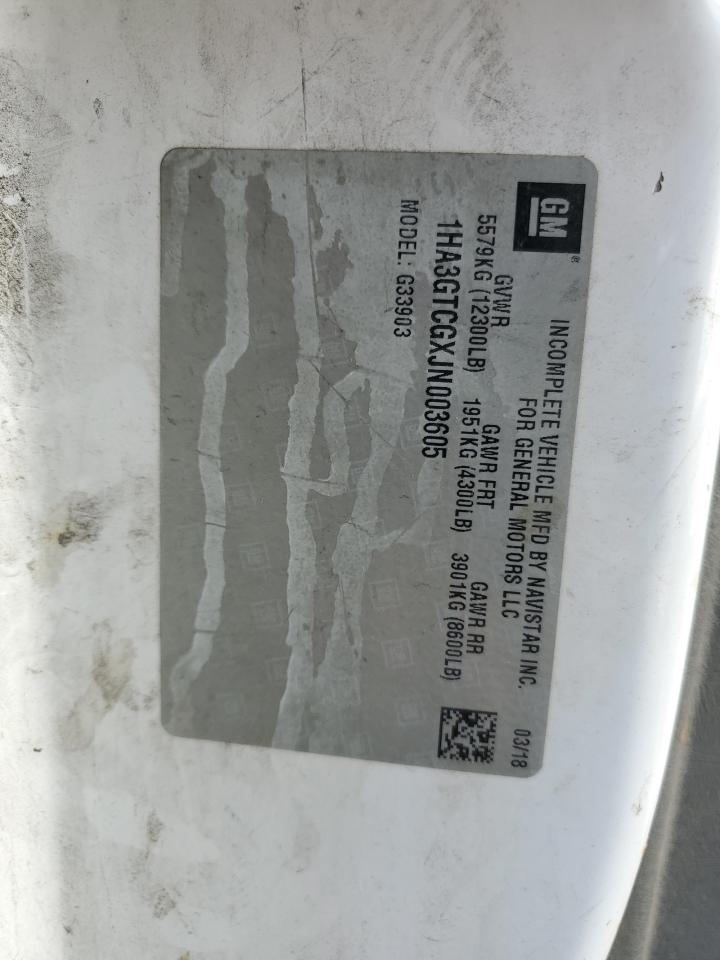 GM®
INCOMPLETE VEHICLE MFD BY NAVISTAR INC. 03/18
FOR GENERAL MOTORS LLC
GVWR GAWR FRT GAWR RR
5579KG (12300LB) 1951KG (4300LB) 3901KG (8600LB)
1HA3GTCGXJN003605
MODEL: G33903